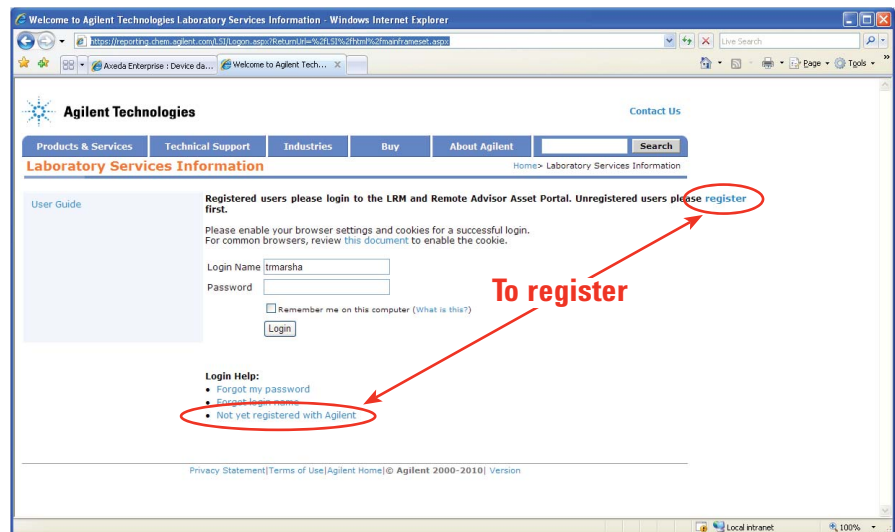 Welcome to Agilent Technologies Laboratory Services Information - Windows Internet Explorer
https://reporting.chem.agilent.com/LSI/Logon.aspx?ReturnUrl=%2fLSI%2fhtml%2fmainframeset.aspx
Live Search
Axeda Enterprise : Device da...
Welcome to Agilent Tech...
Page
Tools
Agilent Technologies
Contact Us
Products & Services Technical Support Industries Buy About Agilent Search
Laboratory Services Information
Home> Laboratory Services Information
User Guide
Registered users please login to the LRM and Remote Advisor Asset Portal. Unregistered users please register
first.
Please enable your browser settings and cookies for a successful login.
For common browsers, review this document to enable the cookie.
Login Name trmarsha
Password
To register
Remember me on this computer (What is this?)
Login
Login Help:
• Forgot my password
• Forgot login name
• Not yet registered with Agilent
Privacy Statement|Terms of Use|Agilent Home|© Agilent 2000-2010| Version
Local intranet
100%